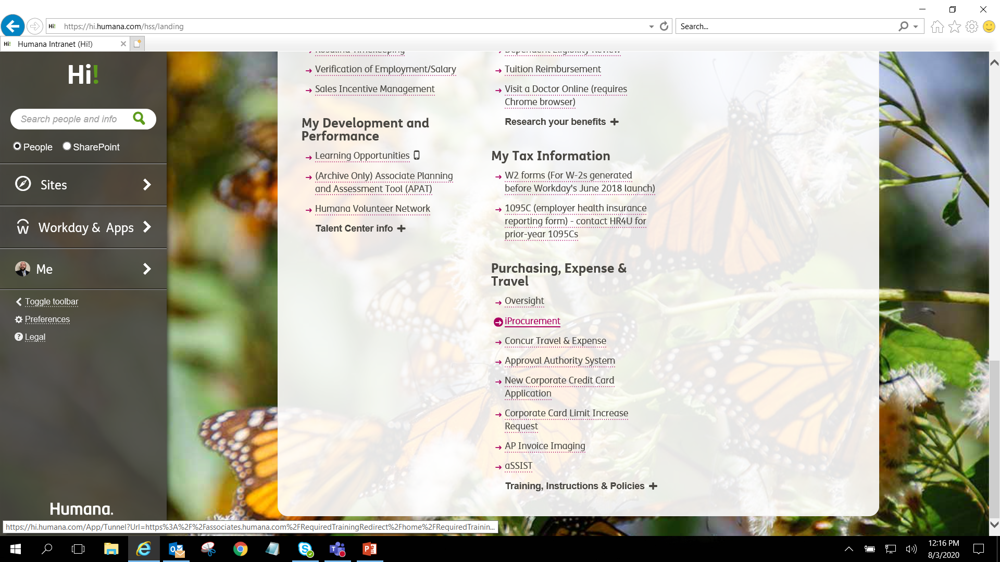 https://hi.humana.com/hss/landing
Search...
Hi! Humana Intranet (Hi!)
Hi!
Search people and info
People SharePoint
Sites
Workday & Apps
Me
Toggle toolbar
Preferences
Legal
Humana.
Verification of Employment/Salary
Sales Incentive Management
My Development and
Performance
Learning Opportunities
(Archive Only) Associate Planning
and Assessment Tool (APAT)
Humana Volunteer Network
Talent Center info +
Dependent Eligibility Review
Tuition Reimbursement
Visit a Doctor Online (requires
Chrome browser)
Research your benefits +
My Tax Information
W2 forms (For W-2s generated
before Workday's June 2018 launch)
1095C (employer health insurance
reporting form) - contact HR4U for
prior-year 1095Cs
Purchasing, Expense &
Travel
Oversight
iProcurement
Concur Travel & Expense
Approval Authority System
New Corporate Credit Card
Application
Corporate Card Limit Increase
Request
AP Invoice Imaging
aSSIST
Training, Instructions & Policies +
https://hi.humana.com/App/Tunnel?Url=https%3A%2F%2Fassociates.humana.com%2FRequiredTrainingRedirect%2Fhome%2FRequiredTrainin...
12:16 PM
8/3/2020